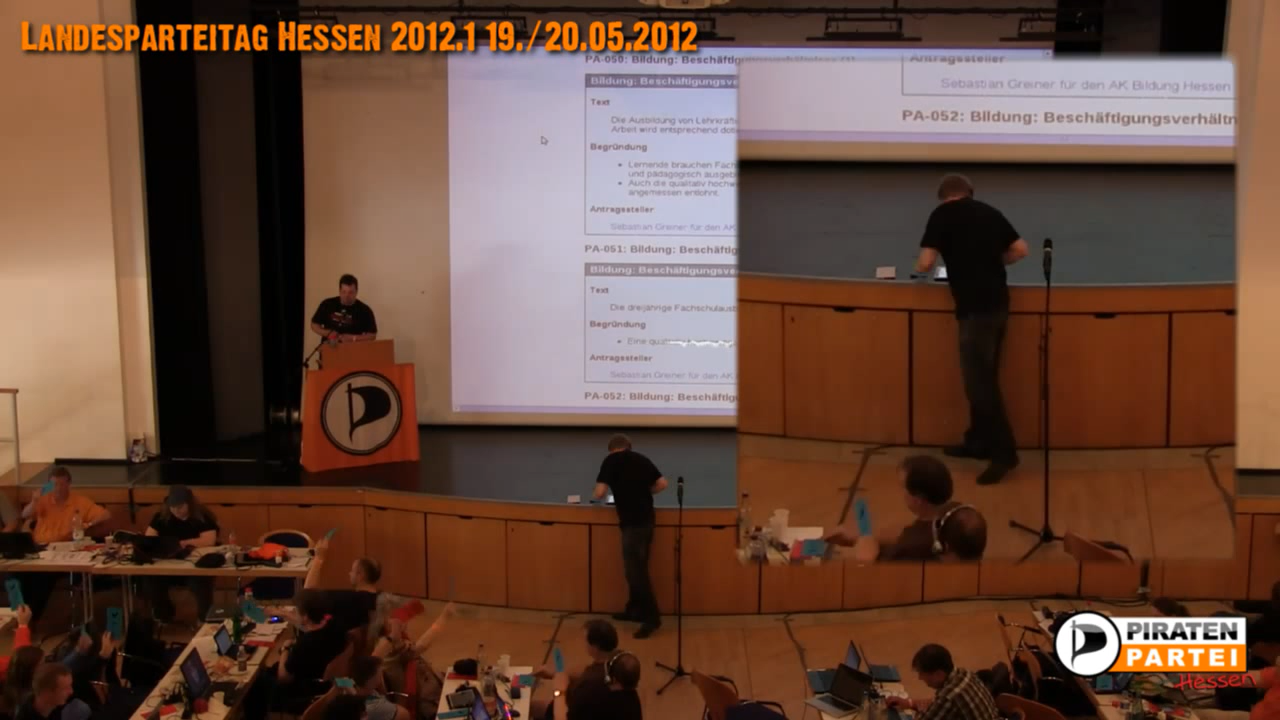 LANDESPARTEITAG HESSEN 2012.1 19./20.05.2012
PA-050: Bildung:
Bildung: Beschäftigungsve
Text
Die Ausbildung von Lehrkräft
Arbeit wird entsprechend
Begründung
Lernende brauchen Fach
und pädagogisch ausgeb
Auch die qualitativ hochw
angemessen entlohnt.
Antragssteller
Sebastian Greiner für den AK
PA-051: Bildung: Beschäftig
Bildung: Beschäftigungsve
Text
Die dreijährige Fachschulaust
Begründung
Eine
Antragssteller
Sebastian Greiner für den AK
PA-052: Bildung: Beschäftig
Antragssteller
Sebastian Greiner für den AK Bildung Hessen
PA-052: Bildung: Beschäftigungsverhältn
PIRATEN
PARTEI
Hessen